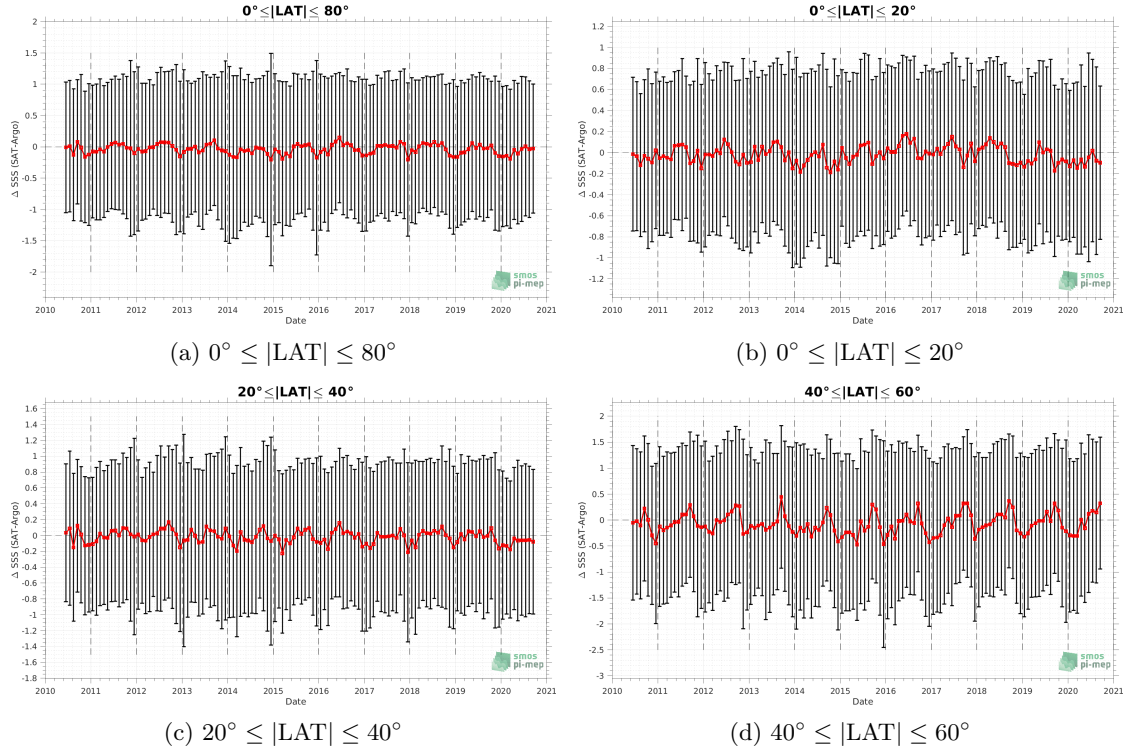 0°≤|LAT|≤ 80°
2
1.5
1
0.5
0
-0.5
-1
-1.5
-2
Δ SSS (SAT-Argo)
2010 2011 2012 2013 2014 2015 2016 2017 2018 2019 2020 2021
Date
smos
pi-mep
(a) 0° ≤ |LAT| ≤ 80°
0°≤|LAT|≤ 20°
1.2
1
0.8
0.6
0.4
0.2
0
-0.2
-0.4
-0.6
-0.8
-1
-1.2
Δ SSS (SAT-Argo)
2010 2011 2012 2013 2014 2015 2016 2017 2018 2019 2020 2021
Date
smos
pi-mep
(b) 0° ≤ |LAT| ≤ 20°
20°≤|LAT|≤ 40°
1.6
1.4
1.2
1
0.8
0.6
0.4
0.2
0
-0.2
-0.4
-0.6
-0.8
-1
-1.2
-1.4
-1.6
-1.8
Δ SSS (SAT-Argo)
2010 2011 2012 2013 2014 2015 2016 2017 2018 2019 2020 2021
Date
smos
pi-mep
(c) 20° ≤ |LAT| ≤ 40°
40°≤|LAT|≤ 60°
2
1.5
1
0.5
0
-0.5
-1
-1.5
-2
-2.5
-3
Δ SSS (SAT-Argo)
2010 2011 2012 2013 2014 2015 2016 2017 2018 2019 2020 2021
Date
smos
pi-mep
(d) 40° ≤ |LAT| ≤ 60°